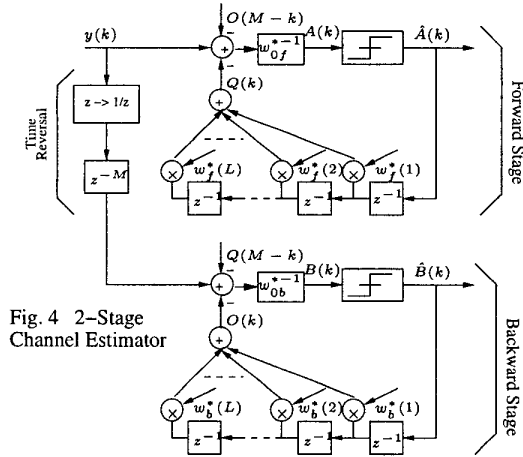 O(M − k)
y(k)
A(k)
Â(k)
+
−
−
w*−1
0f
Q(k)
z −> 1/z
+
Time
Reversal
Forward Stage
z−M
w*f(L)
w*f(2)
w*f(1)
×
×
×
z−1
z−1
z−1
Q(M − k)
B(k)
B̂(k)
+
−
−
w*−1
0b
O(k)
Fig. 4 2−Stage
Channel Estimator
+
Backward Stage
w*b(L)
w*b(2)
w*b(1)
×
×
×
z−1
z−1
z−1